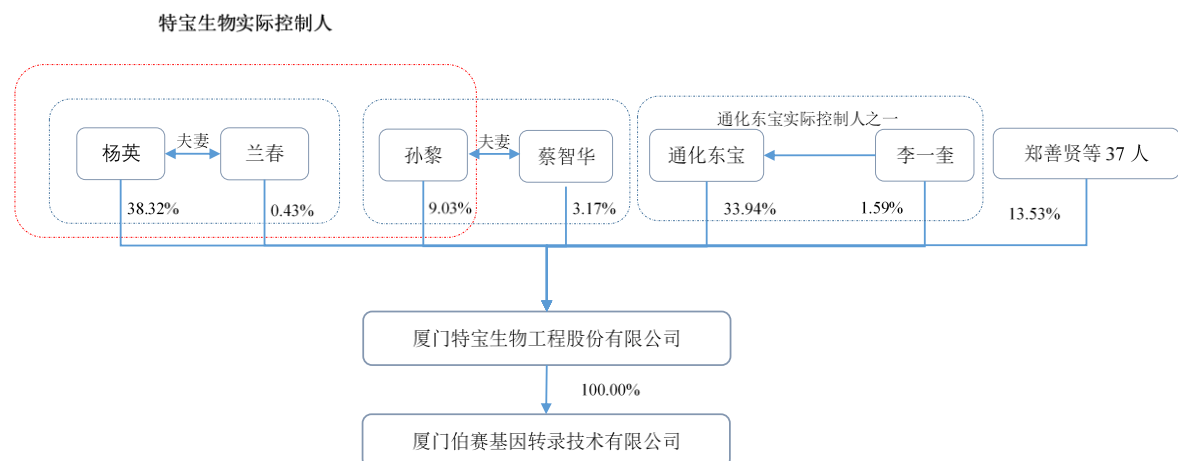 特宝生物实际控制人
通化东宝实际控制人之一
杨英
夫妻
兰春
孙黎
夫妻
蔡智华
通化东宝
李一奎
郑善贤等 37 人
38.32%
0.43%
9.03%
3.17%
33.94%
1.59%
13.53%
厦门特宝生物工程股份有限公司
100.00%
厦门伯赛基因转录技术有限公司